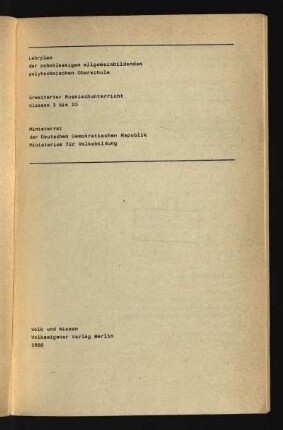 Lehrplan
der zehnklassigen allgemeinbildenden
polytechnischen Oberschule
Erweiterter Russischunterricht
Klassen 3 bis 10
Ministerrat
der Deutschen Demokratischen Republik
Ministerium für Volksbildung
Volk und Wissen
Volkseigener Verlag Berlin
1988